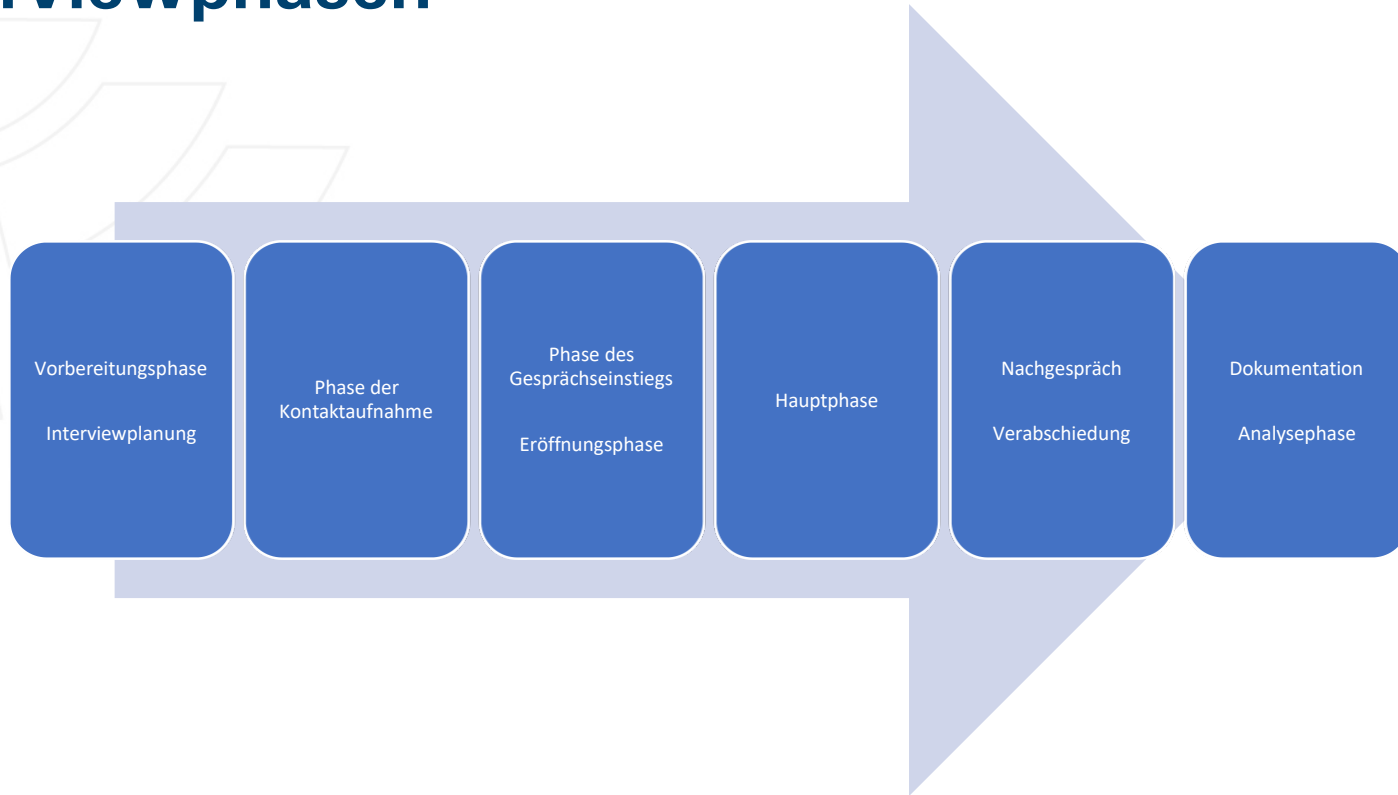 rviewphasen
Vorbereitungsphase
Interviewplanung
Phase der
Kontaktaufnahme
Phase des
Gesprächseinstiegs
Eröffnungsphase
Hauptphase
Nachgespräch
Verabschiedung
Dokumentation
Analysephase